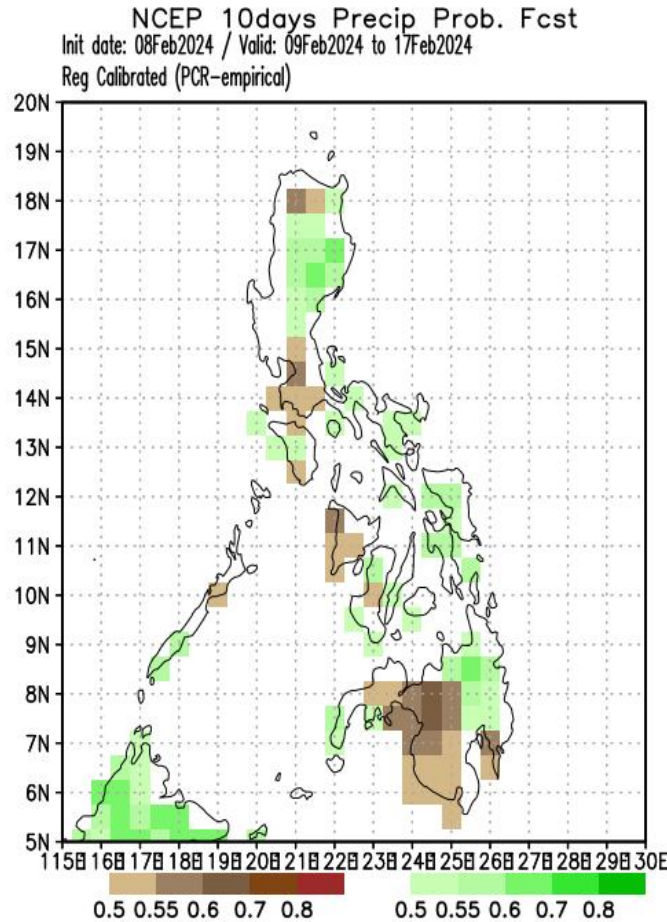 NCEP 10days Precip Prob. Fcst
Init date: 08Feb2024 / Valid: 09Feb2024 to 17Feb2024
Reg Calibrated (PCR-empirical)
20N
19N
18N
17N
16N
15N
14N
13N
12N
11N
10N
9N
8N
7N
6N
5N
115E 116E 117E 118E 119E 120E 121E 122E 123E 124E 125E 126E 127E 128E 129E 130E
0.5 0.55 0.6 0.7 0.8 0.5 0.55 0.6 0.7 0.8